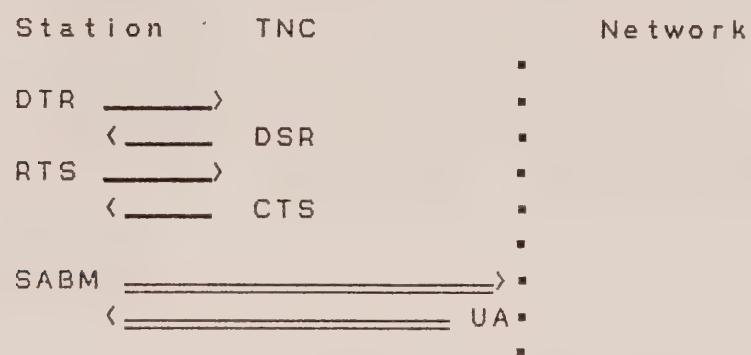 Station TNC Network
DTR
DSR
RTS
CTS
SABM
UA